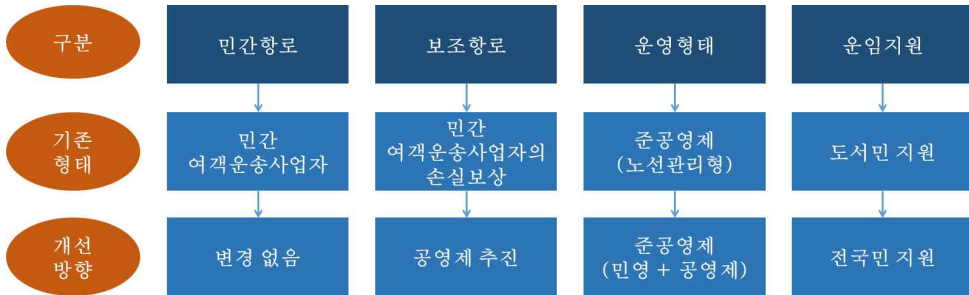 구분
민간항로
보조항로
운영형태
운임지원
기존
형태
민간
여객운송사업자
민간
여객운송사업자의
손실보상
준공영제
(노선관리형)
도서민 지원
개선
방향
변경 없음
공영제 추진
준공영제
(민영 + 공영제)
전국민 지원